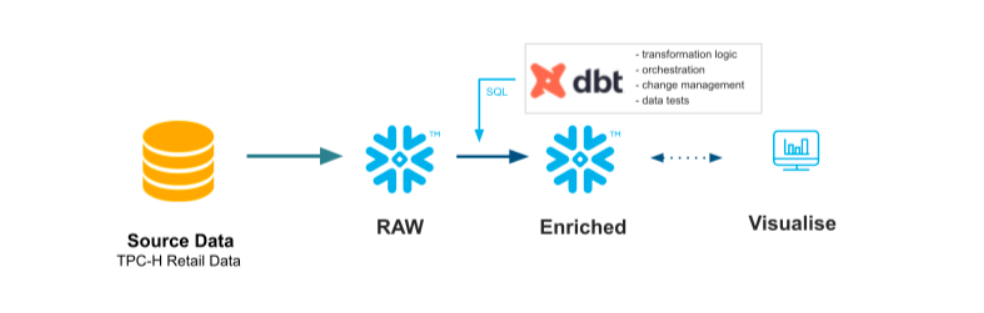 - transformation logic
- orchestration
- change management
- data tests
dbt
SQL
TM
TM
RAW
Enriched
Visualise
Source Data
TPC-H Retail Data